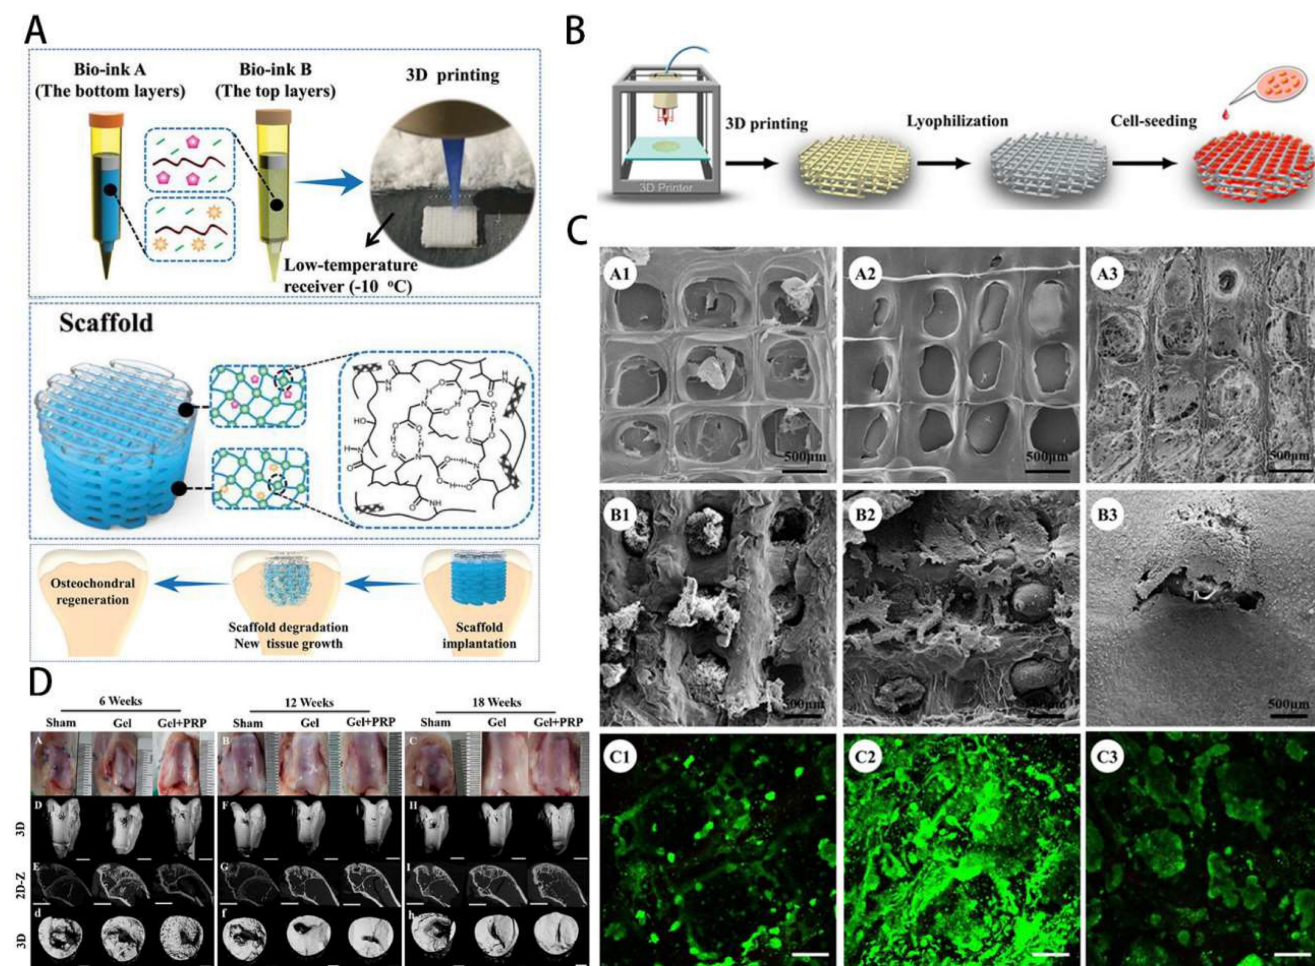 A
Bio-ink A
(The bottom layers)
Bio-ink B
(The top layers)
3D printing
Low-temperature
receiver (-10 °C)
Scaffold
Osteochondral
regeneration
Scaffold degradation
New tissue growth
Scaffold
implantation
B
3D Printer
3D printing
Lyophilization
Cell-seeding
C
A1
500μm
A2
500μm
A3
500μm
B1
500μm
B2
500μm
B3
500μm
C1
C2
C3
D
6 Weeks
12 Weeks
18 Weeks
Sham
Gel
Gel+PRP
Sham
Gel
Gel+PRP
Sham
Gel
Gel+PRP
A
B
C
3D
D
F
H
2D-Z
E
G
I
3D
d
f
h